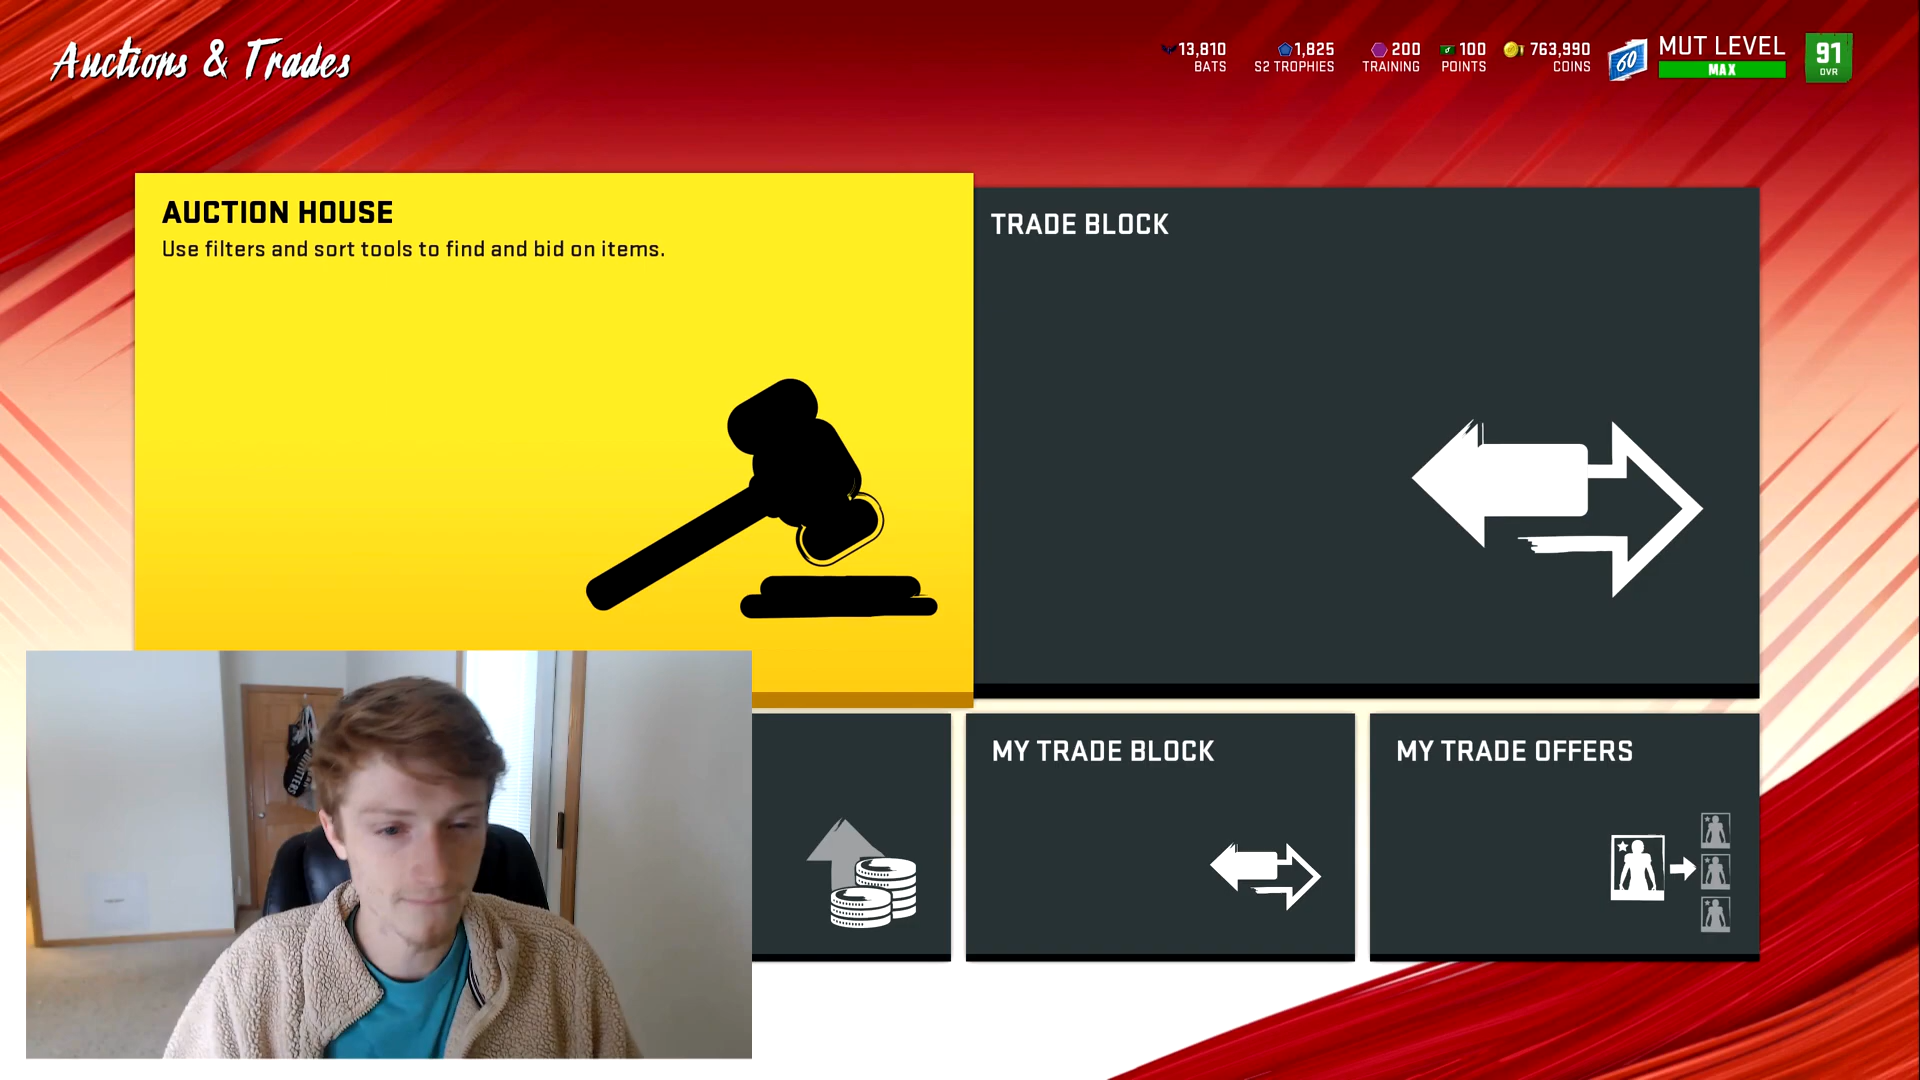 Auctions & Trades
13,810
BATS
1,825
S2 TROPHIES
200
TRAINING
100
POINTS
763,990
COINS
60
MUT LEVEL
MAX
91
OVR
AUCTION HOUSE
Use filters and sort tools to find and bid on items.
TRADE BLOCK
MY TRADE BLOCK
MY TRADE OFFERS